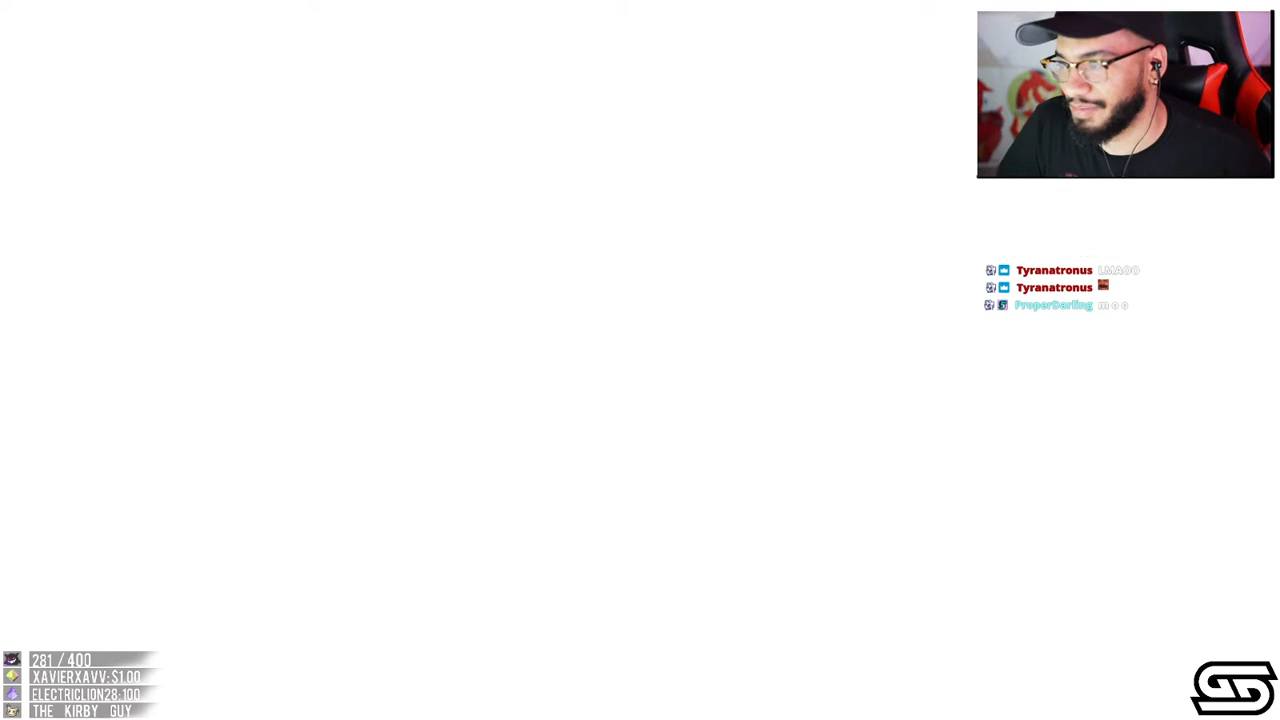 Tyranatronus LMAOO
Tyranatronus
ProperDarling m o o
281 / 400
XAVIERXAVV: $1.00
ELECTRICLION28: 100
THE KIRBY GUY